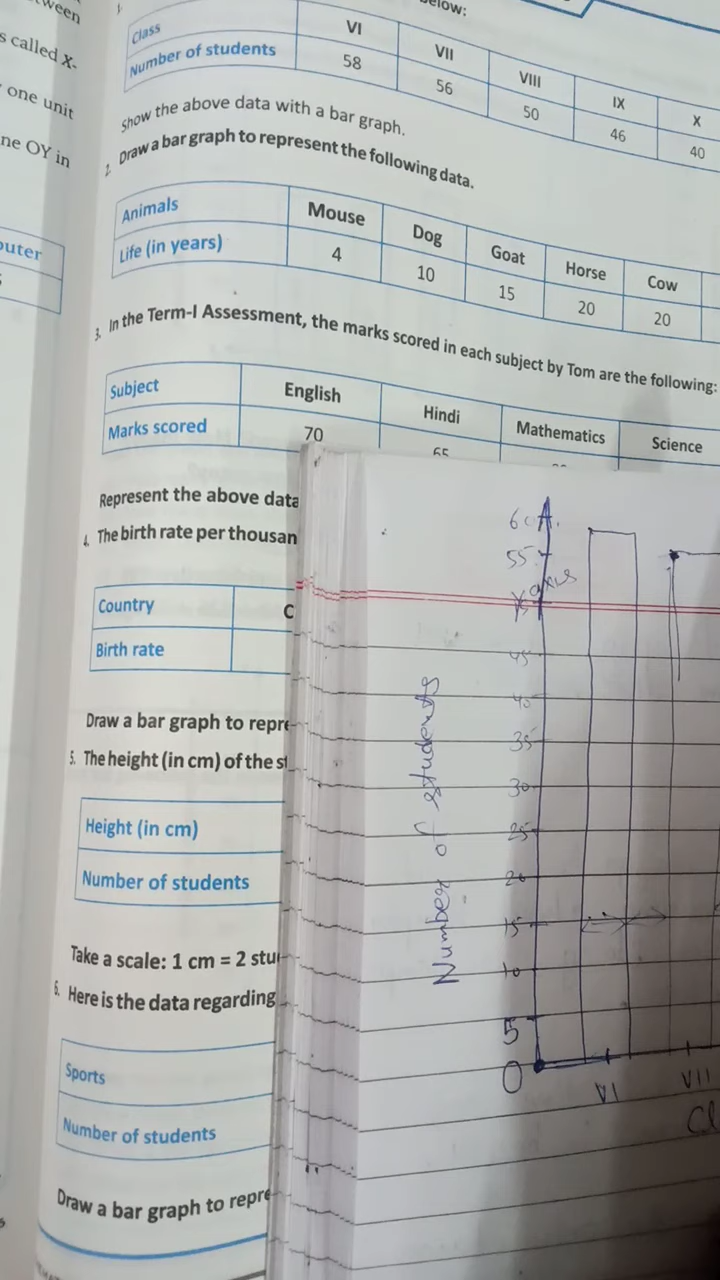 ween
s called X-
one unit
ne OY in
outer
elow:
Class VI VII VIII IX X
Number of students 58 56 50 46 40
Show the above data with a bar graph.
2. Draw a bar graph to represent the following data.
Animals Mouse Dog Goat Horse Cow
Life (in years) 4 10 15 20 20
3. In the Term-I Assessment, the marks scored in each subject by Tom are the following:
Subject English Hindi Mathematics Science
Marks scored 70 65
Represent the above data
4. The birth rate per thousan
Country C
Birth rate
Draw a bar graph to repre
5. The height (in cm) of the st
Height (in cm)
Number of students
Take a scale: 1 cm = 2 stu
6. Here is the data regarding
Sports
Number of students
Draw a bar graph to repre
60
55
axis
45
40
35
30
25
20
15
10
5
0
Number of students
VI VII
Cl